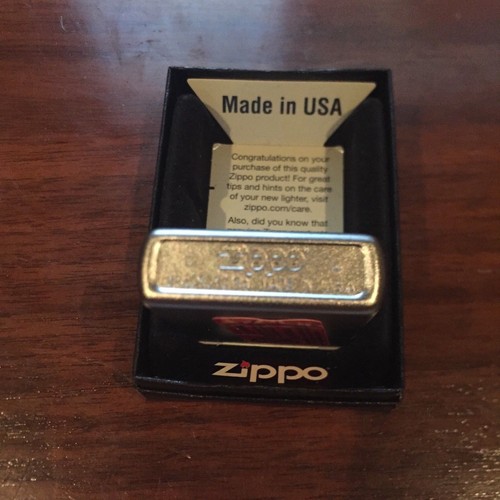 Made in USA
Congratulations on your
purchase of this quality
Zippo product! For great
tips and hints on the care
of your new lighter, visit
zippo.com/care.
Also, did you know that
Zippo
zippo